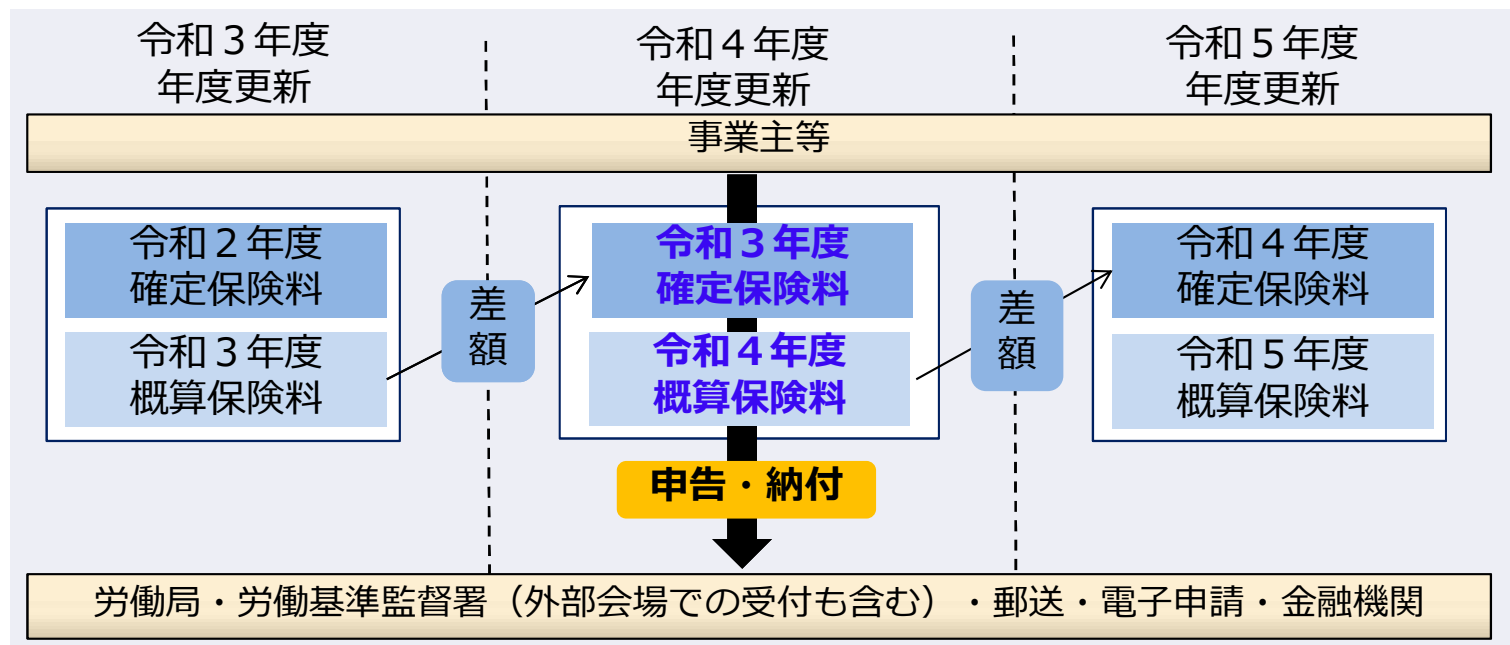 令和３年度
年度更新
令和４年度
年度更新
令和５年度
年度更新
事業主等
令和２年度
確定保険料
令和３年度
概算保険料
差
額
令和３年度
確定保険料
令和４年度
概算保険料
差
額
令和４年度
確定保険料
令和５年度
概算保険料
申告・納付
労働局・労働基準監督署（外部会場での受付も含む）・郵送・電子申請・金融機関